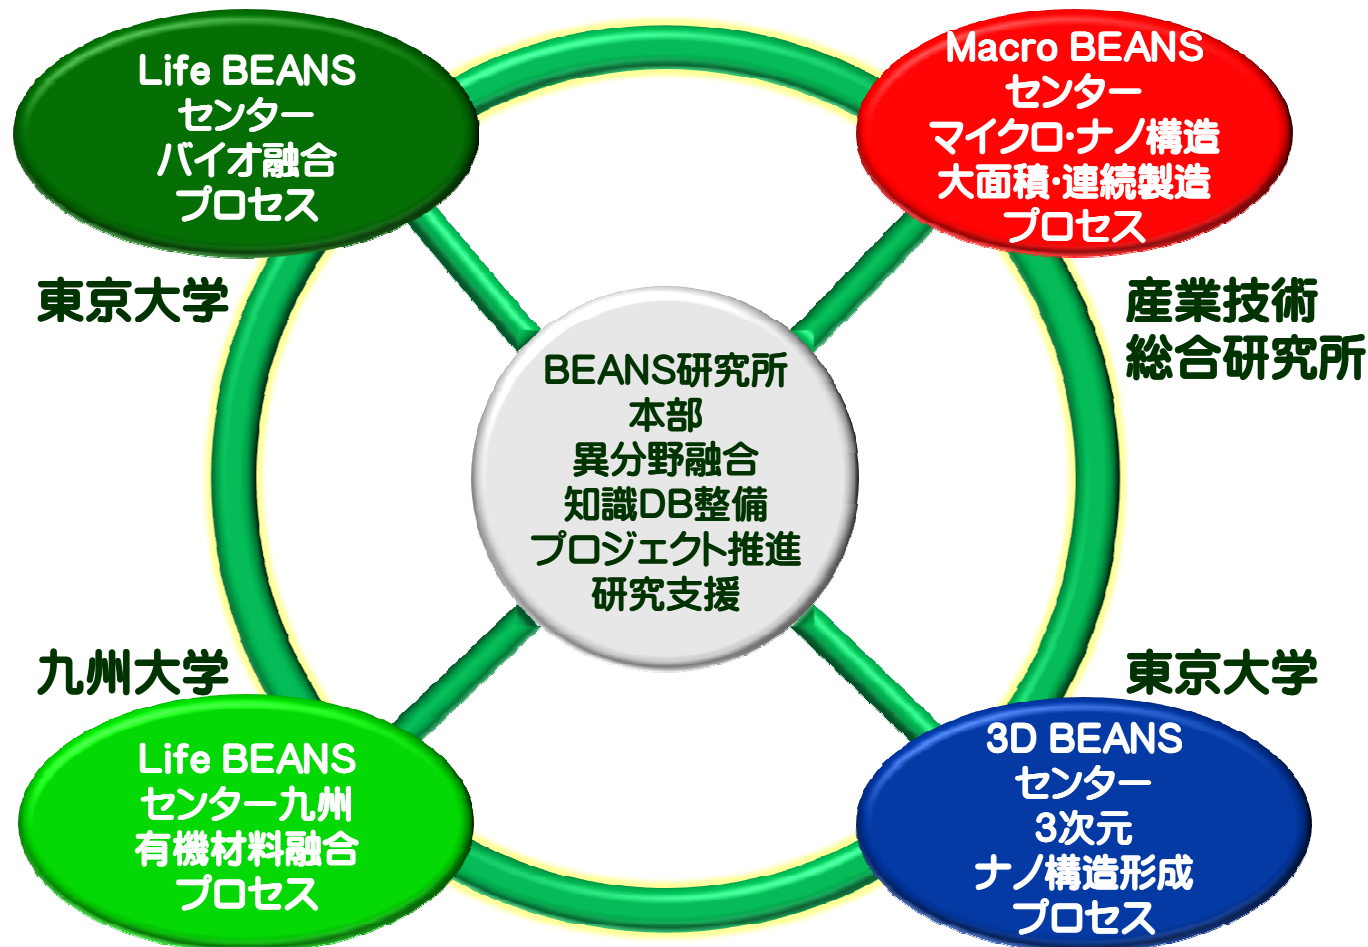 Life BEANS
センター
バイオ融合
プロセス
東京大学
Macro BEANS
センター
マイクロ・ナノ構造
大面積・連続製造
プロセス
産業技術
総合研究所
BEANS研究所
本部
異分野融合
知識DB整備
プロジェクト推進
研究支援
九州大学
Life BEANS
センター九州
有機材料融合
プロセス
東京大学
3D BEANS
センター
3次元
ナノ構造形成
プロセス